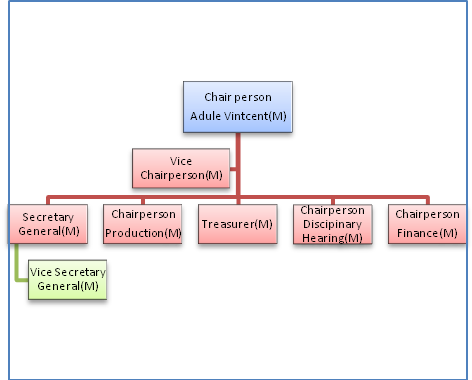 Chair person
Adule Vintcent(M)
Vice
Chairperson(M)
Secretary
General(M)
Chairperson
Production(M)
Treasurer(M)
Chairperson
Discipinary
Hearing(M)
Chairperson
Finance(M)
Vice Secretary
General(M)